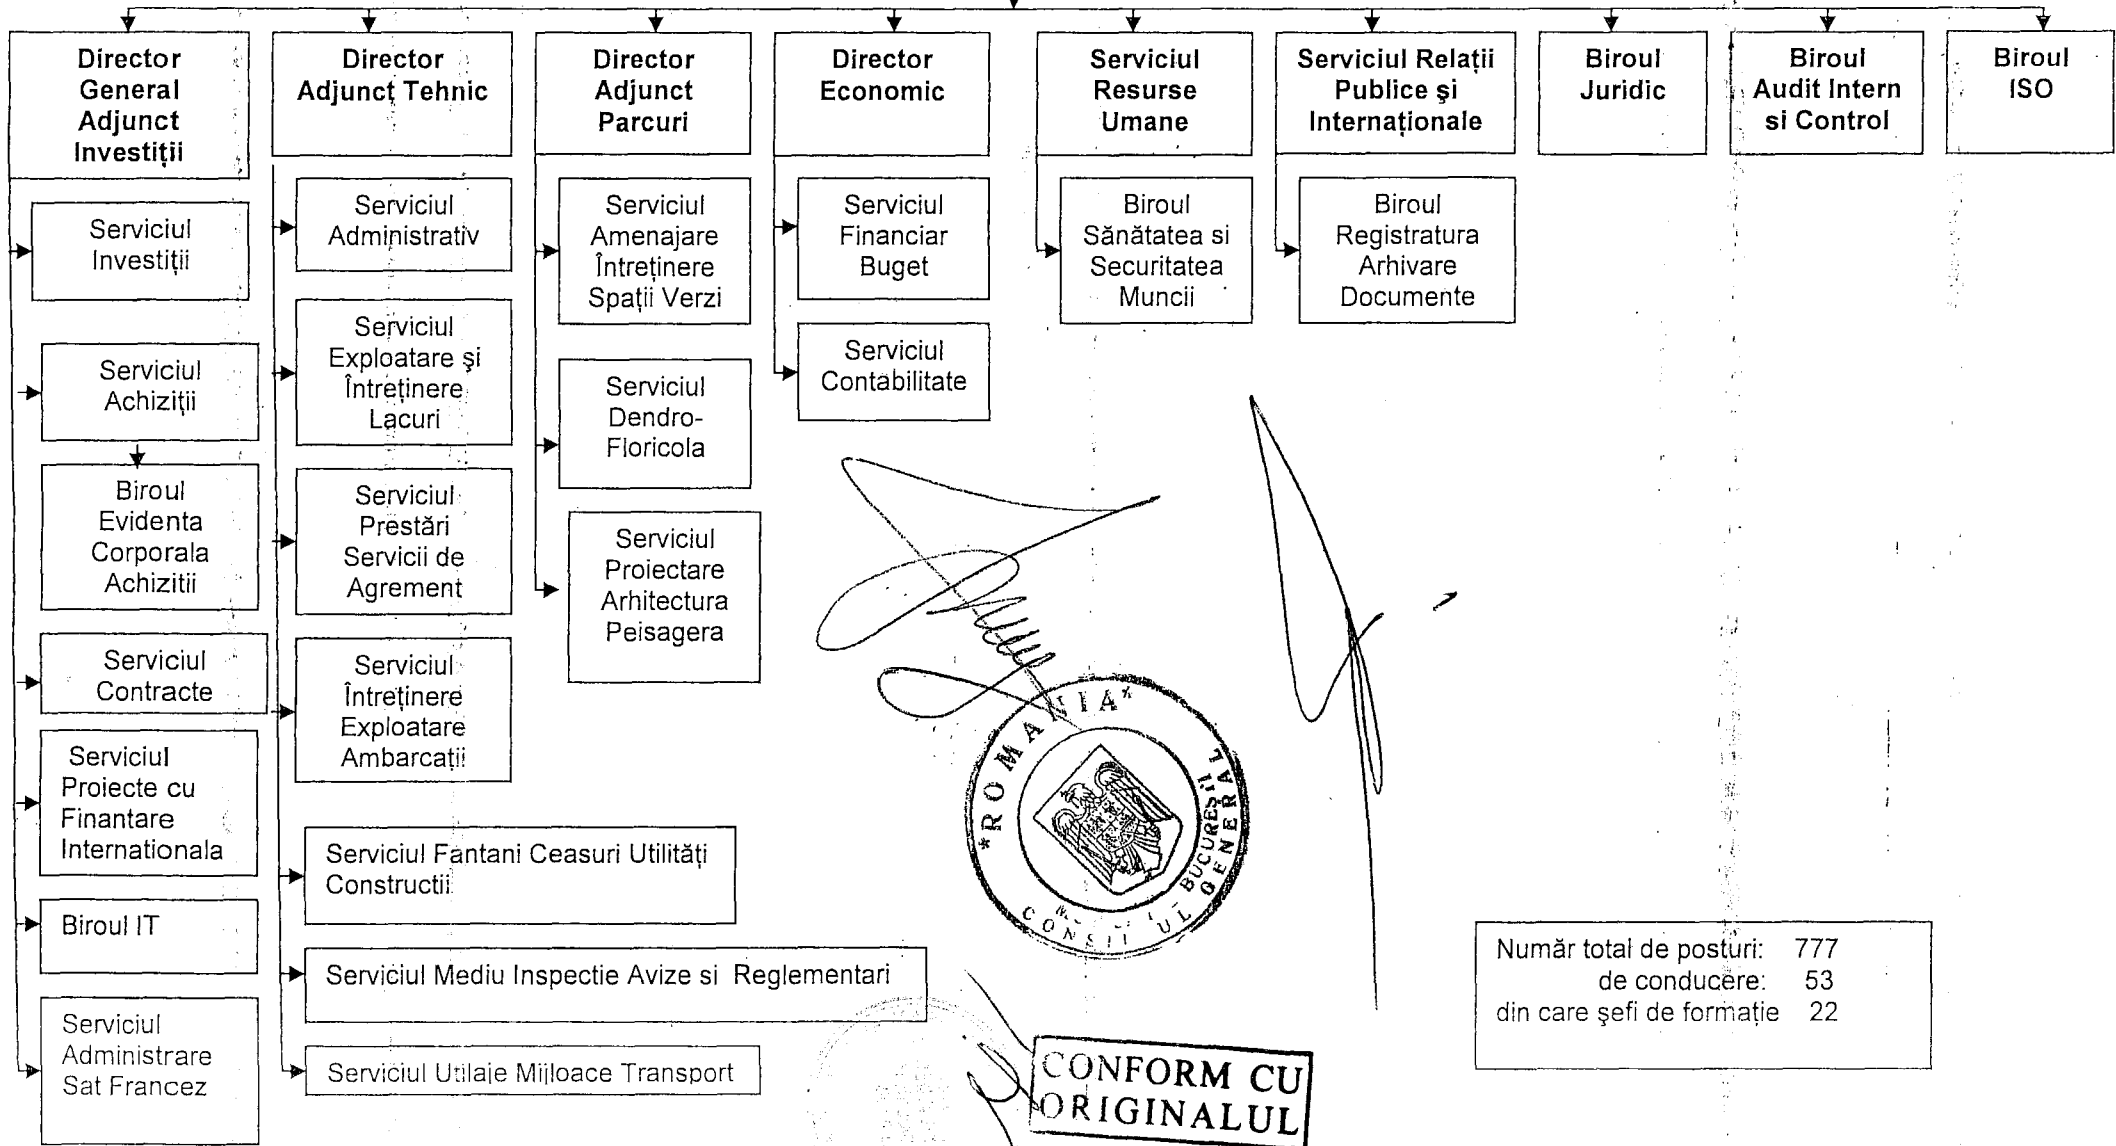 Director
General
Adjunct
Investiții
Director
Adjunct Tehnic
Director
Adjunct
Parcuri
Director
Economic
Serviciul
Resurse
Umane
Serviciul Relații
Publice și
Internaționale
Biroul
Juridic
Biroul
Audit Intern
si Control
Biroul
ISO
Serviciul
Investiții
Serviciul
Achiziții
Biroul
Evidenta
Corporala
Achizitii
Serviciul
Contracte
Serviciul
Proiecte cu
Finantare
Internationala
Biroul IT
Serviciul
Administrare
Sat Francez
Serviciul
Administrativ
Serviciul
Exploatare și
Întreținere
Lacuri
Serviciul
Prestări
Servicii de
Agrement
Serviciul
Întreținere
Exploatare
Ambarcații
Serviciul Fantani Ceasuri Utilități
Constructii
Serviciul Mediu Inspectie Avize si Reglementari
Serviciul Utilaje Mijloace Transport
Serviciul
Amenajare
Întreținere
Spații Verzi
Serviciul
Dendro-
Floricola
Serviciul
Proiectare
Arhitectura
Peisagera
Serviciul
Financiar
Buget
Serviciul
Contabilitate
Biroul
Sănătatea si
Securitatea
Muncii
Biroul
Registratura
Arhivare
Documente
*ROMANIA*
CONSILIUL GENERAL
BUCUREȘTI
CONFORM CU
ORIGINALUL
Număr total de posturi: 777
de conducere: 53
din care șefi de formație 22